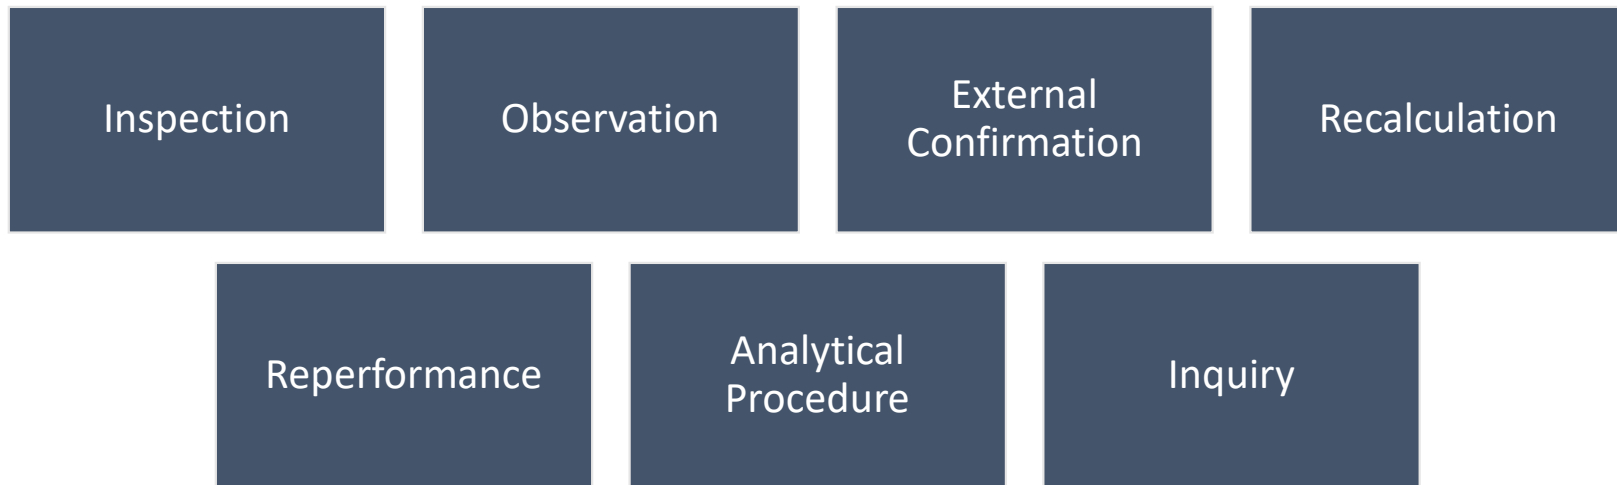 Inspection
Observation
External
Confirmation
Recalculation
Reperformance
Analytical
Procedure
Inquiry